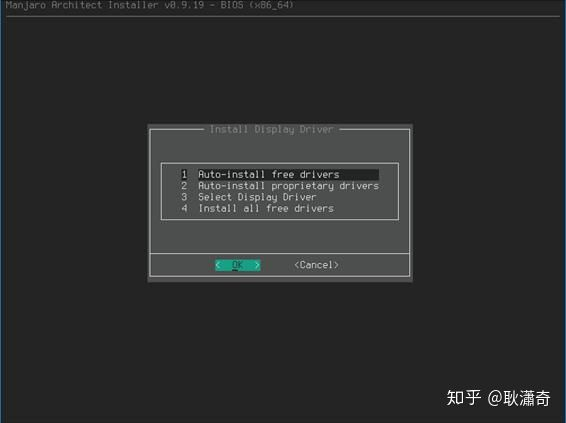 Manjaro Architect Installer v0.9.19 - BIOS (x86_64)
Install Display Driver
1 Auto-install free drivers
2 Auto-install proprietary drivers
3 Select Display Driver
4 Install all free drivers
< OK > <Cancel>
知乎 @耿潇奇